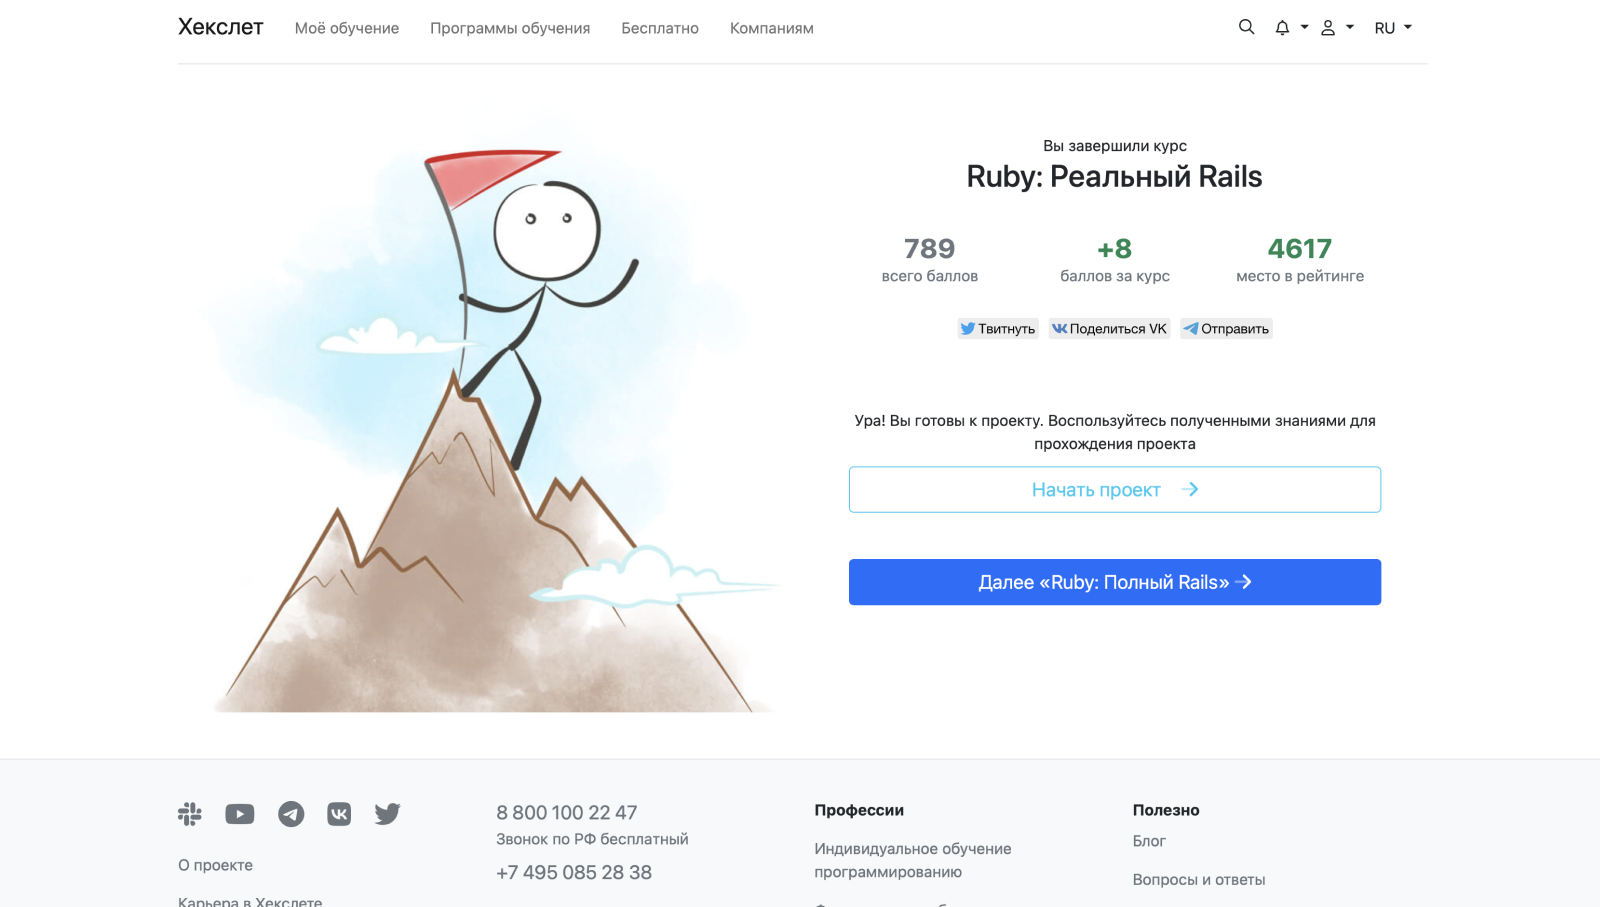 Хекслет
Моё обучение
Программы обучения
Бесплатно
Компаниям
RU
Вы завершили курс
Ruby: Реальный Rails
789
всего баллов
+8
баллов за курс
4617
место в рейтинге
Твитнуть
Поделиться VK
Отправить
Ура! Вы готовы к проекту. Воспользуйтесь полученными знаниями для
прохождения проекта
Начать проект
Далее «Ruby: Полный Rails»
О проекте
Карьера в Хекслете
8 800 100 22 47
Звонок по РФ бесплатный
+7 495 085 28 38
Профессии
Индивидуальное обучение
программированию
Полезно
Блог
Вопросы и ответы